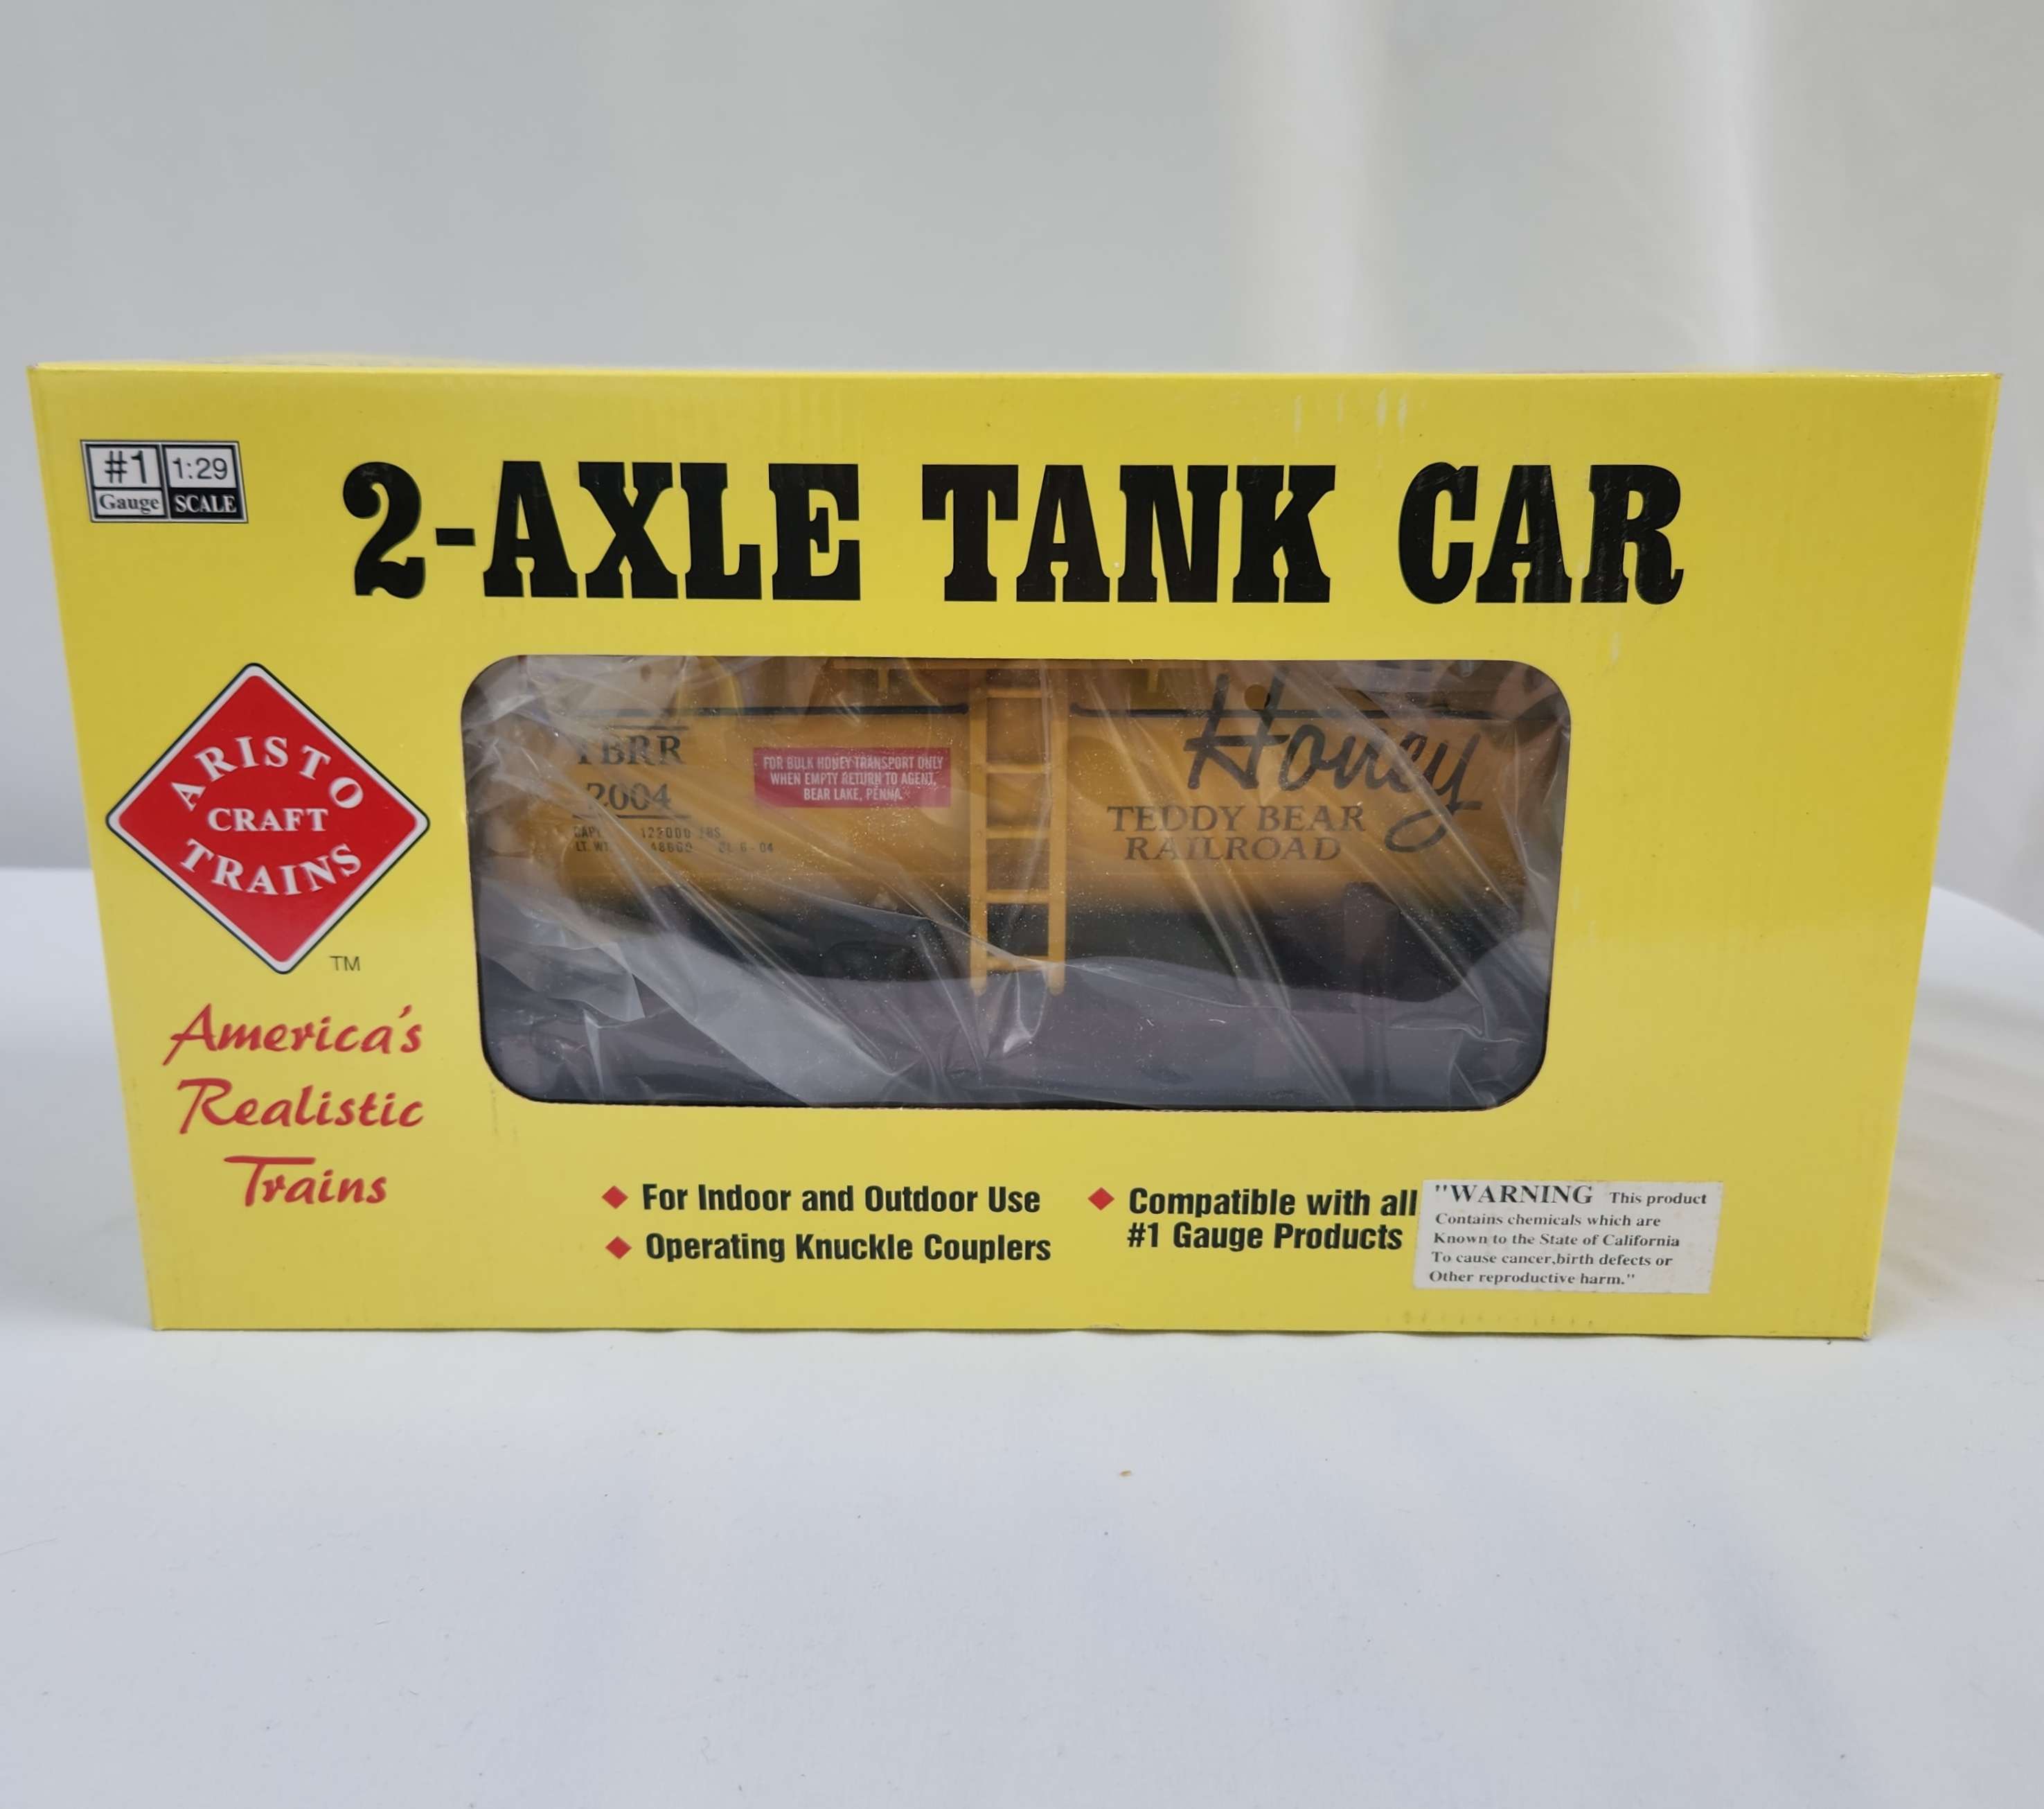 #1 1:29
Gauge SCALE
2-AXLE TANK CAR
ARISTO
CRAFT
TRAINS
TM
America's
Realistic
Trains
TBRR
2004
LT. WT.
FOR BULK HONEY TRANSPORT ONLY
WHEN EMPTY RETURN TO AGENT,
BEAR LAKE, PENNA.
Honey
TEDDY BEAR
RAILROAD
For Indoor and Outdoor Use
Operating Knuckle Couplers
Compatible with all
#1 Gauge Products
"WARNING This product
Contains chemicals which are
Known to the State of California
To cause cancer,birth defects or
Other reproductive harm."